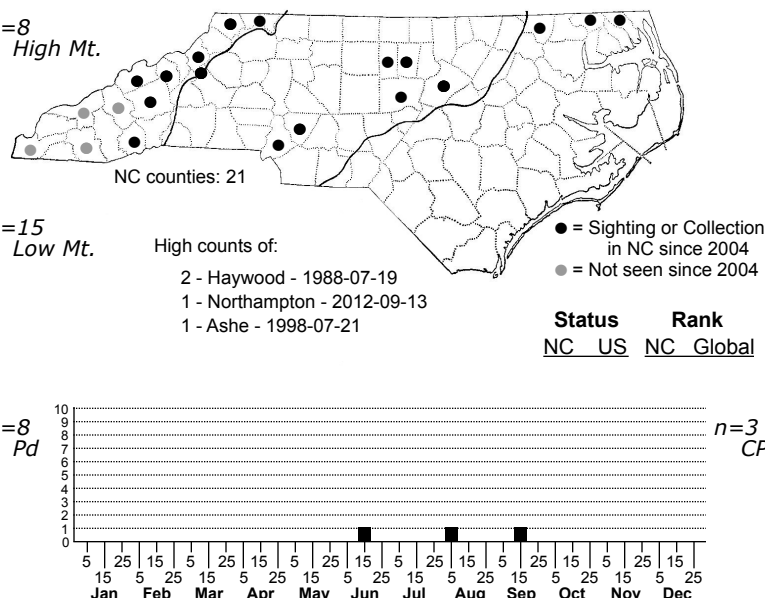 =8
High Mt.
NC counties: 21
=15
Low Mt.
High counts of:
2 - Haywood - 1988-07-19
1 - Northampton - 2012-09-13
1 - Ashe - 1998-07-21
● = Sighting or Collection
in NC since 2004
● = Not seen since 2004
Status Rank
NC US NC Global
=8
Pd
n=3
CP
10
9
8
7
6
5
4
3
2
1
0
5 25 15 5 25 15 5 25 15 5 25 15 5 25 15 5 25 15
15 5 25 15 5 25 15 5 25 15 5 25 15 5 25 15 5 25
Jan Feb Mar Apr May Jun Jul Aug Sep Oct Nov Dec